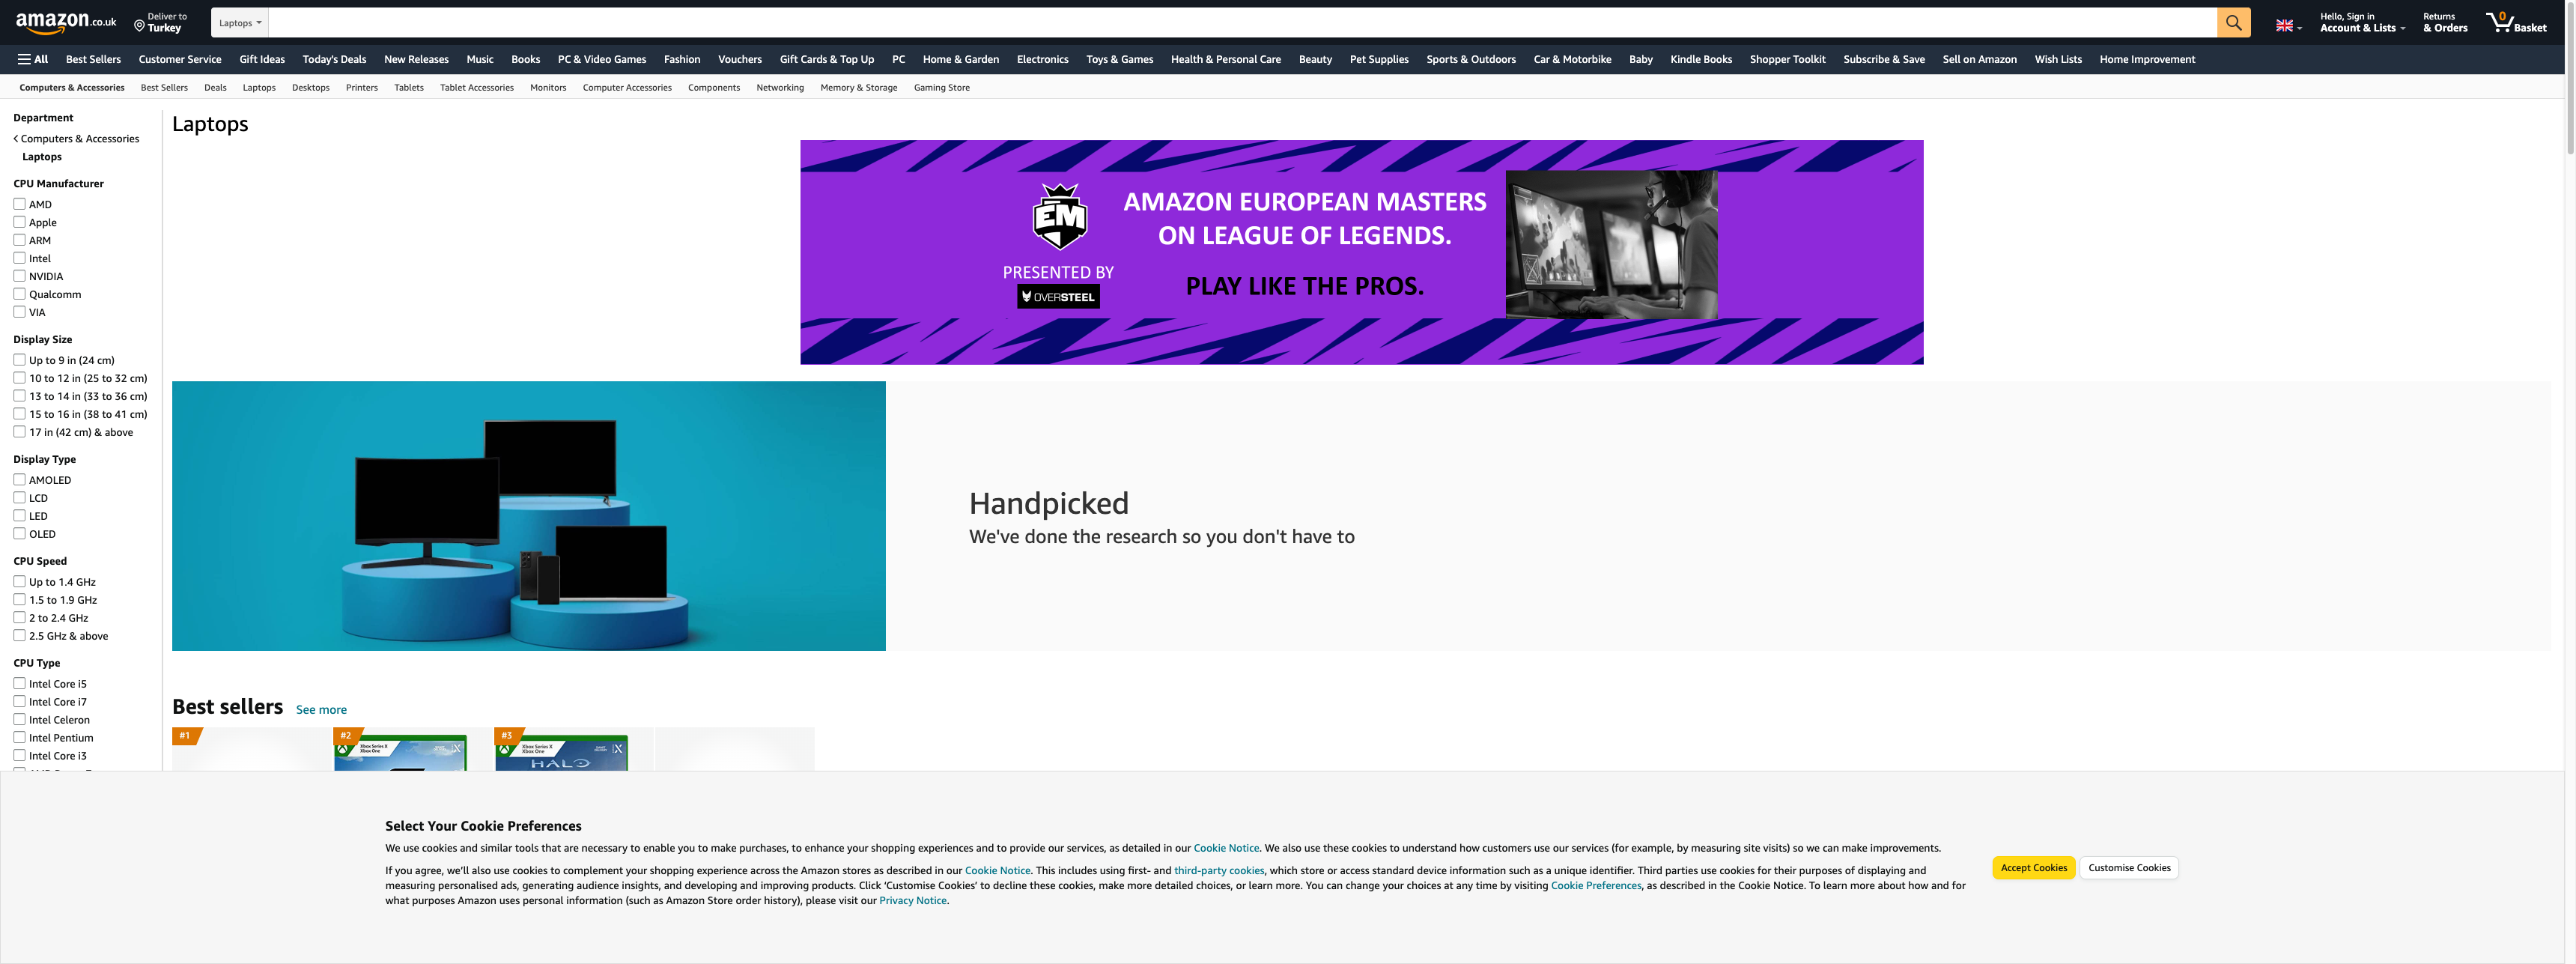 amazon.co.uk
Deliver to
Turkey
Laptops
Hello, Sign in
Account & Lists
Returns
& Orders
0
Basket
All
Best Sellers
Customer Service
Gift Ideas
Today's Deals
New Releases
Music
Books
PC & Video Games
Fashion
Vouchers
Gift Cards & Top Up
PC
Home & Garden
Electronics
Toys & Games
Health & Personal Care
Beauty
Pet Supplies
Sports & Outdoors
Car & Motorbike
Baby
Kindle Books
Shopper Toolkit
Subscribe & Save
Sell on Amazon
Wish Lists
Home Improvement
Computers & Accessories
Best Sellers
Deals
Laptops
Desktops
Printers
Tablets
Tablet Accessories
Monitors
Computer Accessories
Components
Networking
Memory & Storage
Gaming Store
Department
Computers & Accessories
Laptops
CPU Manufacturer
AMD
Apple
ARM
Intel
NVIDIA
Qualcomm
VIA
Display Size
Up to 9 in (24 cm)
10 to 12 in (25 to 32 cm)
13 to 14 in (33 to 36 cm)
15 to 16 in (38 to 41 cm)
17 in (42 cm) & above
Display Type
AMOLED
LCD
LED
OLED
CPU Speed
Up to 1.4 GHz
1.5 to 1.9 GHz
2 to 2.4 GHz
2.5 GHz & above
CPU Type
Intel Core i5
Intel Core i7
Intel Celeron
Intel Pentium
Intel Core i3
Laptops
EM
PRESENTED BY
OVERSTEEL
AMAZON EUROPEAN MASTERS
ON LEAGUE OF LEGENDS.
PLAY LIKE THE PROS.
Handpicked
We've done the research so you don't have to
Best sellers
See more
#1
#2
Xbox Series X
Xbox One
#3
Xbox Series X
Xbox One
HALO
Select Your Cookie Preferences
We use cookies and similar tools that are necessary to enable you to make purchases, to enhance your shopping experiences and to provide our services, as detailed in our Cookie Notice. We also use these cookies to understand how customers use our services (for example, by measuring site visits) so we can make improvements.
If you agree, we'll also use cookies to complement your shopping experience across the Amazon stores as described in our Cookie Notice. This includes using first- and third-party cookies, which store or access standard device information such as a unique identifier. Third parties use cookies for their purposes of displaying and
measuring personalised ads, generating audience insights, and developing and improving products. Click 'Customise Cookies' to decline these cookies, make more detailed choices, or learn more. You can change your choices at any time by visiting Cookie Preferences, as described in the Cookie Notice. To learn more about how and for
what purposes Amazon uses personal information (such as Amazon Store order history), please visit our Privacy Notice.
Accept Cookies
Customise Cookies